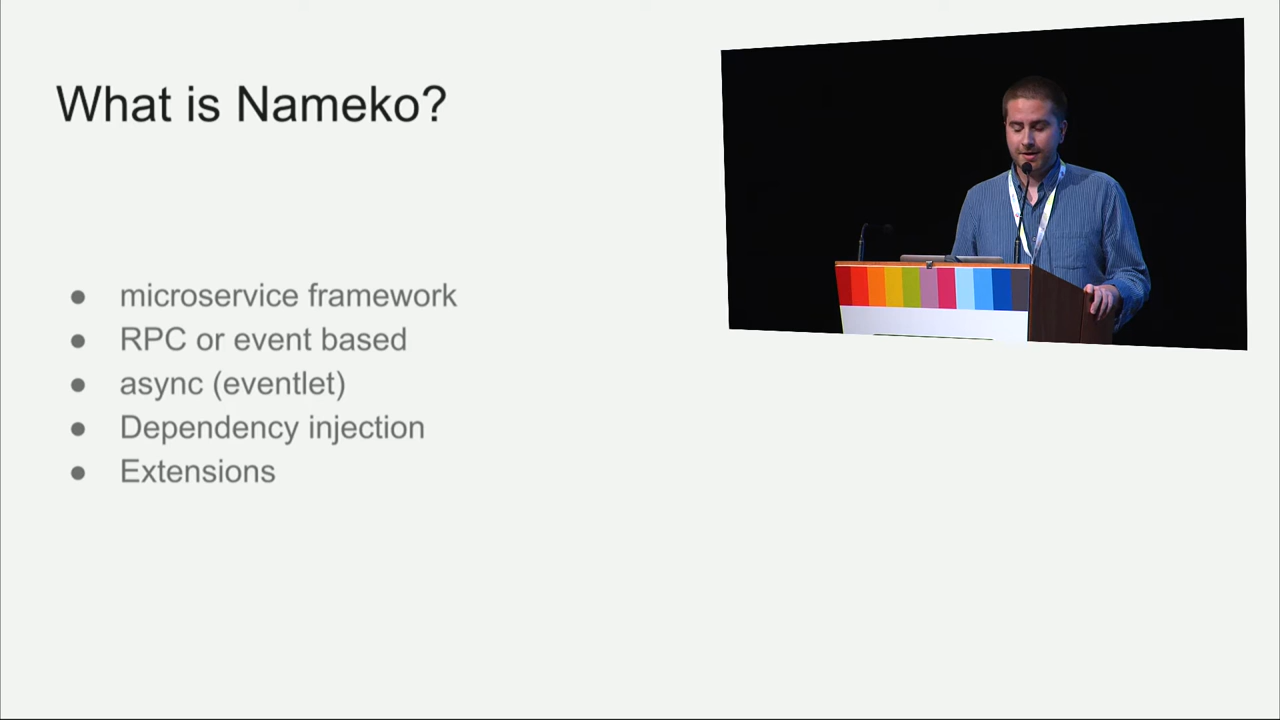 What is Nameko?
● microservice framework
● RPC or event based
● async (eventlet)
● Dependency injection
● Extensions